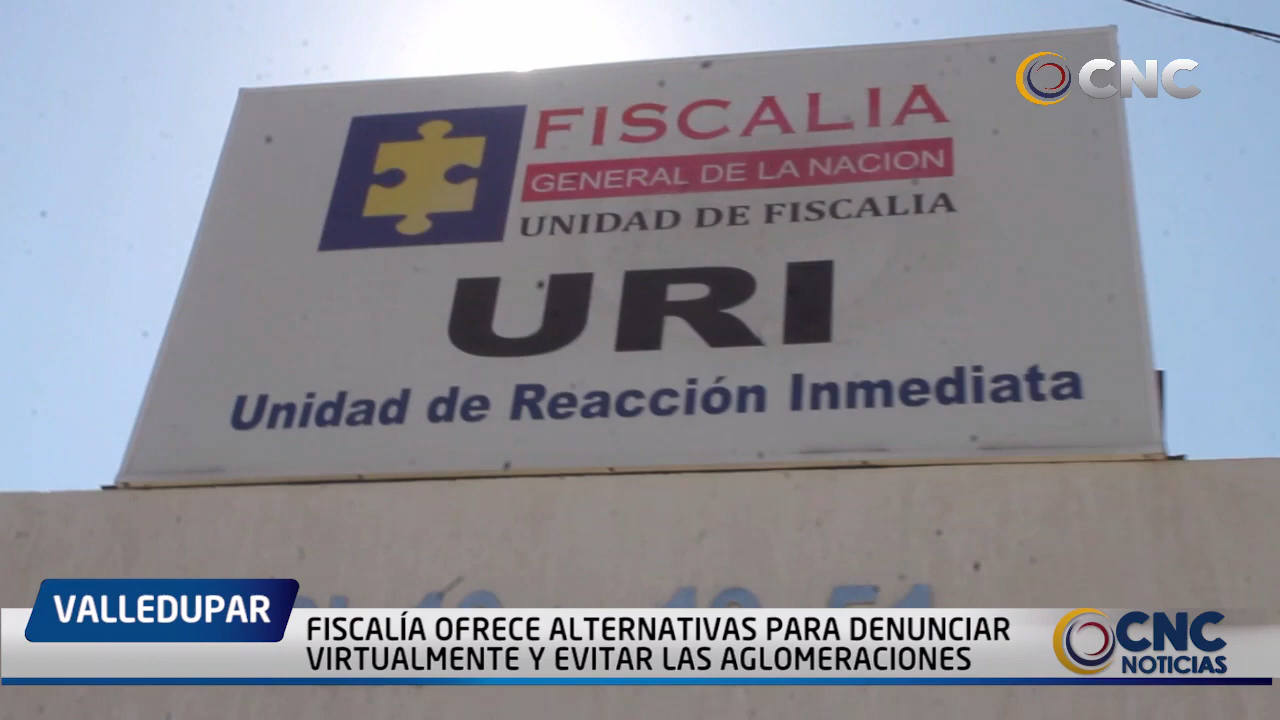 CNC
FISCALIA
GENERAL DE LA NACION
UNIDAD DE FISCALIA
URI
Unidad de Reacción Inmediata
VALLEDUPAR
FISCALÍA OFRECE ALTERNATIVAS PARA DENUNCIAR
VIRTUALMENTE Y EVITAR LAS AGLOMERACIONES
CNC
NOTICIAS